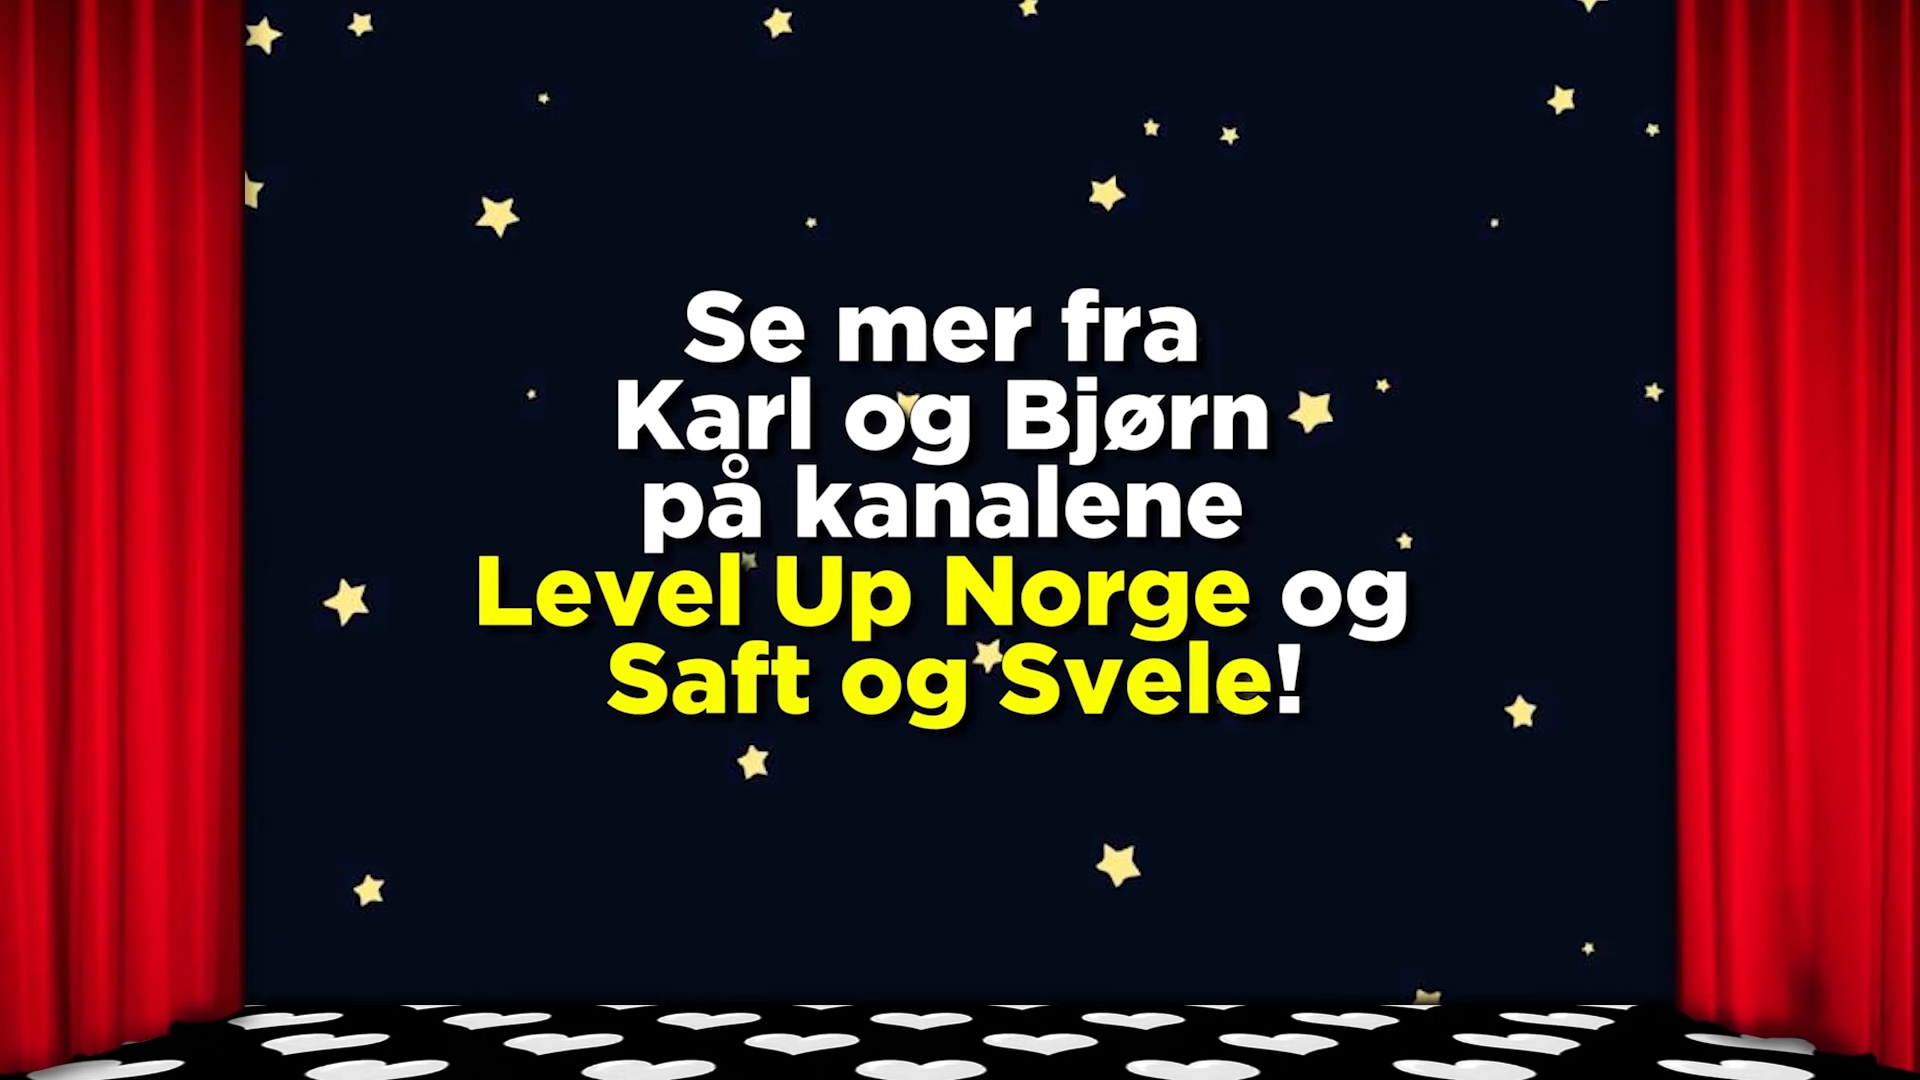 Se mer fra
Karl og Bjørn
på kanalene
Level Up Norge og
Saft og Svele!